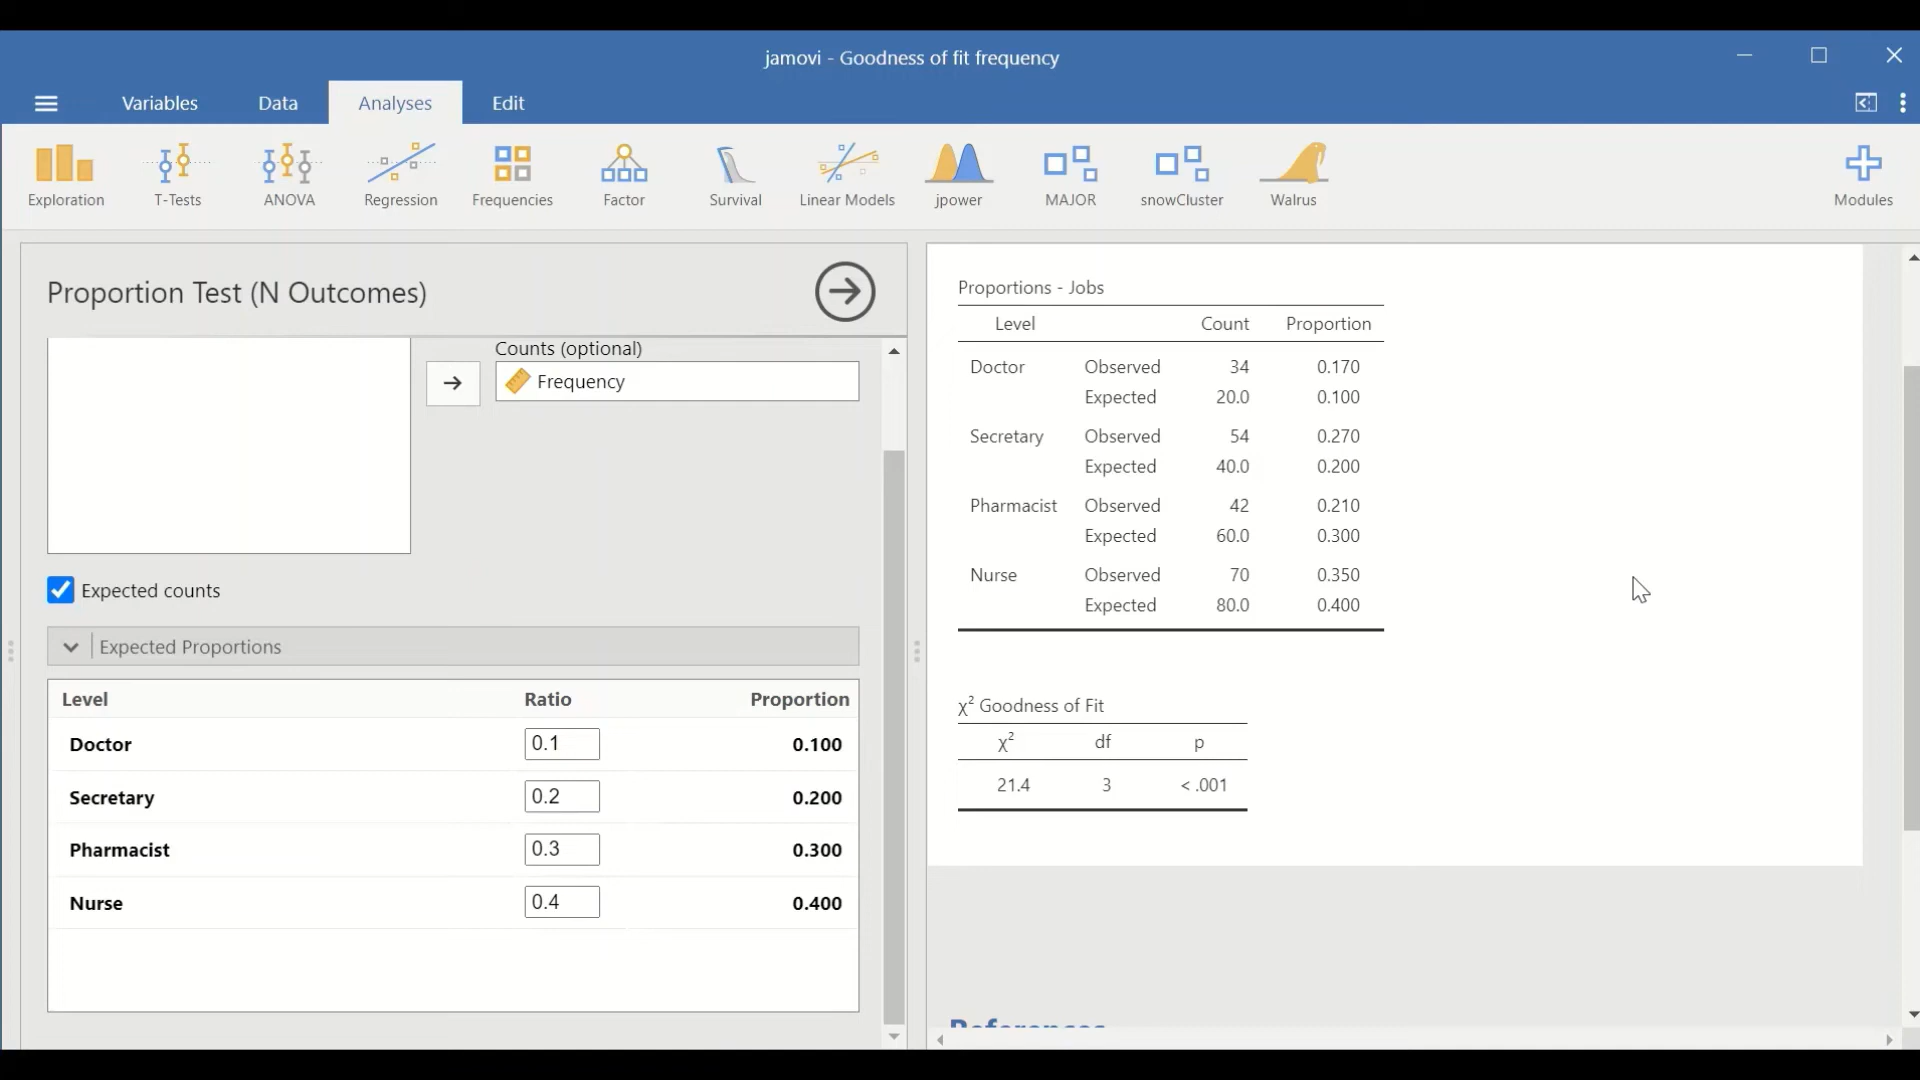 jamovi - Goodness of fit frequency
Variables Data Analyses Edit
Exploration T-Tests ANOVA Regression Frequencies Factor Survival Linear Models jpower MAJOR snowCluster Walrus Modules
Proportion Test (N Outcomes)
Counts (optional)
Frequency
Expected counts
Expected Proportions
Level Ratio Proportion
Doctor 0.1 0.100
Secretary 0.2 0.200
Pharmacist 0.3 0.300
Nurse 0.4 0.400
Proportions - Jobs
Level Count Proportion
Doctor Observed 34 0.170
Expected 20.0 0.100
Secretary Observed 54 0.270
Expected 40.0 0.200
Pharmacist Observed 42 0.210
Expected 60.0 0.300
Nurse Observed 70 0.350
Expected 80.0 0.400
χ² Goodness of Fit
χ² df p
21.4 3 < .001
References